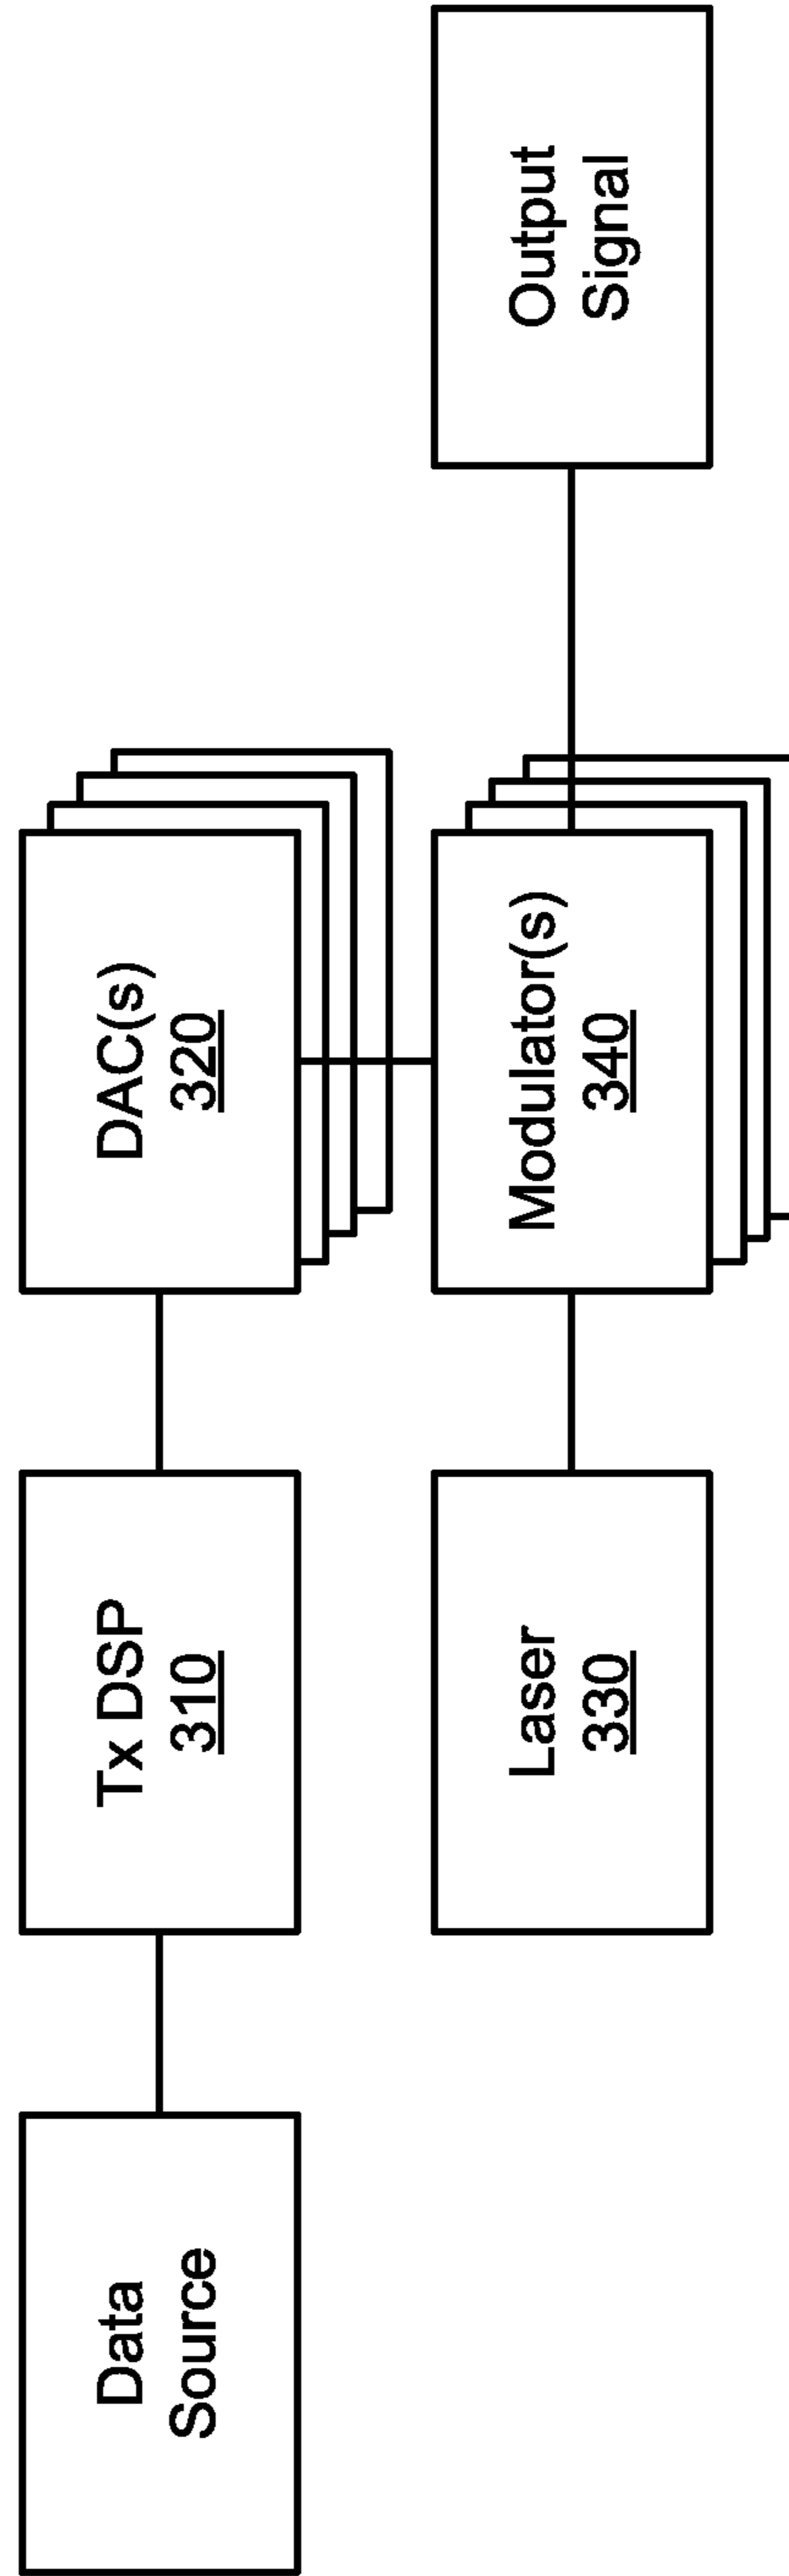 Data
Source
Tx DSP
310
DAC(s)
320
Laser
330
Modulator(s)
340
Output
Signal